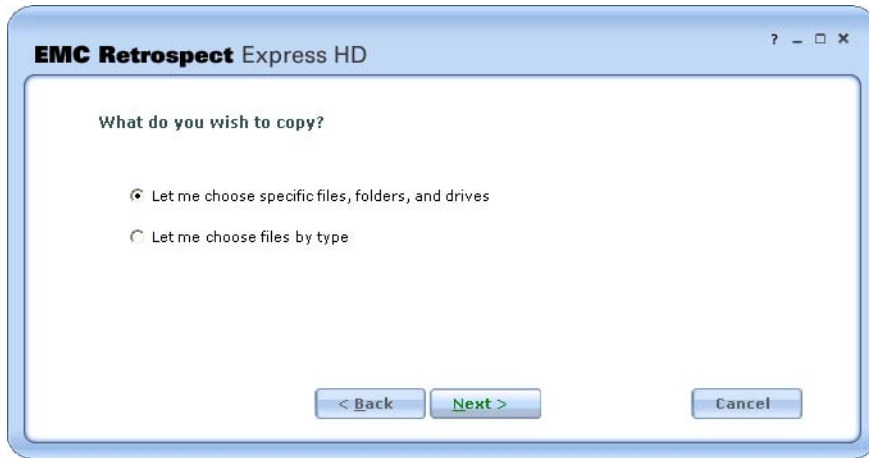 ? _ □ ×
EMC Retrospect Express HD
What do you wish to copy?
Let me choose specific files, folders, and drives
Let me choose files by type
< Back
Next >
Cancel